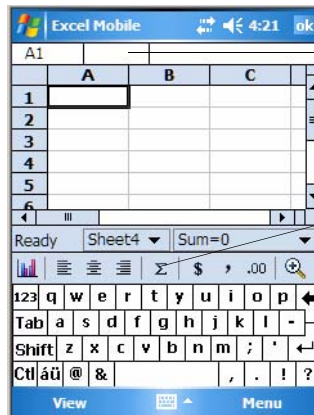 Excel Mobile 4:21 ok
A1
A B C
1
2
3
4
5
6
Ready Sheet4 Sum=0
Σ $ , .00
123 q w e r t y u i o p
Tab a s d f g h j k l -
Shift z x c v b n m ; '
Ctl áü @ & , . ! ?
View Menu